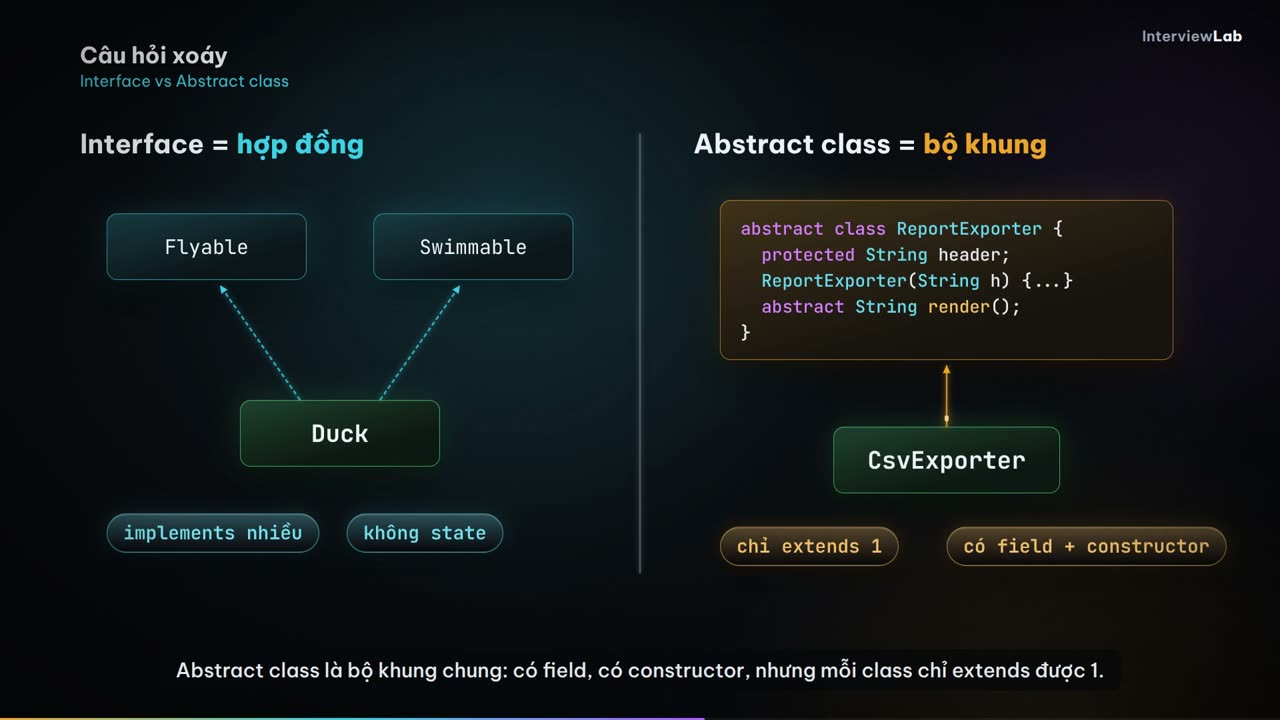 Câu hỏi xoáy
Interface vs Abstract class
InterviewLab
Interface = hợp đồng
Flyable
Swimmable
Duck
implements nhiều
không state
Abstract class = bộ khung
abstract class ReportExporter {
  protected String header;
  ReportExporter(String h) {...}
  abstract String render();
}
CsvExporter
chỉ extends 1
có field + constructor
Abstract class là bộ khung chung: có field, có constructor, nhưng mỗi class chỉ extends được 1.